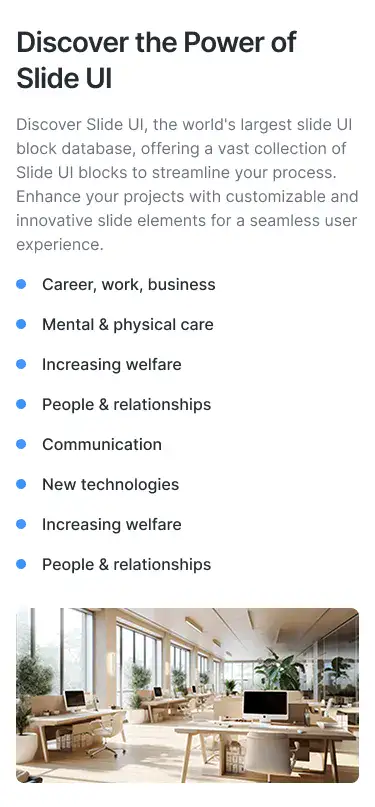 Discover the Power of
Slide UI
Discover Slide UI, the world's largest slide UI
block database, offering a vast collection of
Slide UI blocks to streamline your process.
Enhance your projects with customizable and
innovative slide elements for a seamless user
experience.
Career, work, business
Mental & physical care
Increasing welfare
People & relationships
Communication
New technologies
Increasing welfare
People & relationships